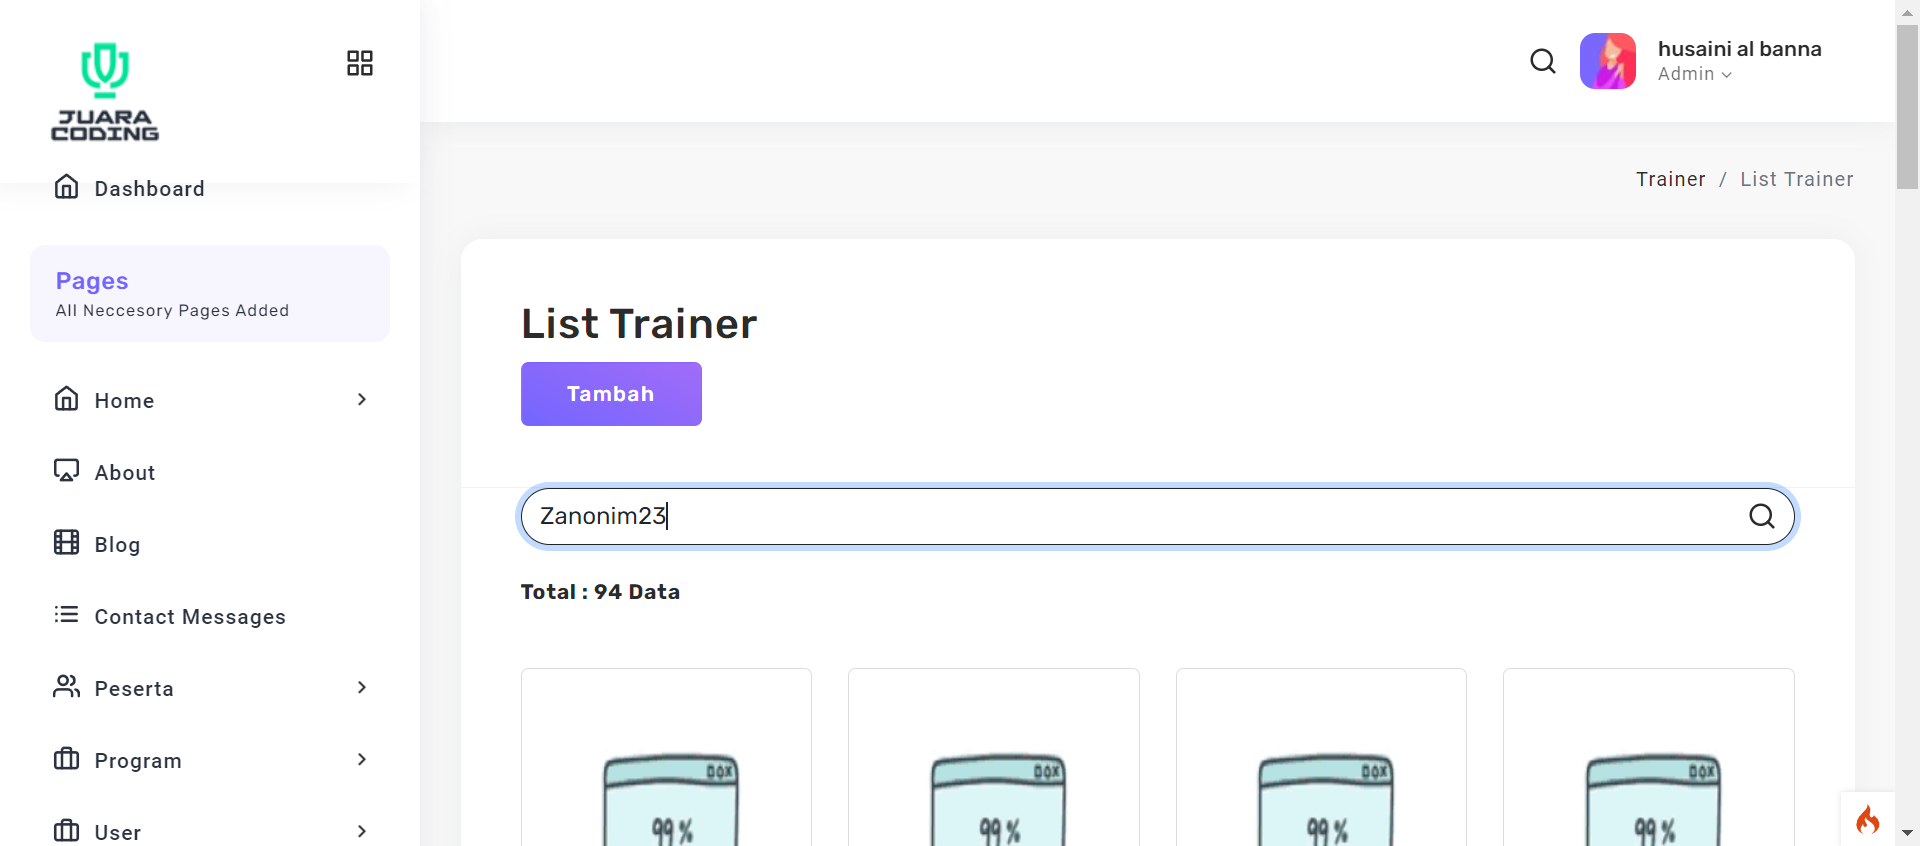 JUARA
CODING
husaini al banna
Admin
Dashboard
Trainer / List Trainer
Pages
All Neccesory Pages Added
List Trainer
Tambah
Home
About
Zanonim23
Blog
Total : 94 Data
Contact Messages
Peserta
Program
User
99 %
99 %
99 %
99 %